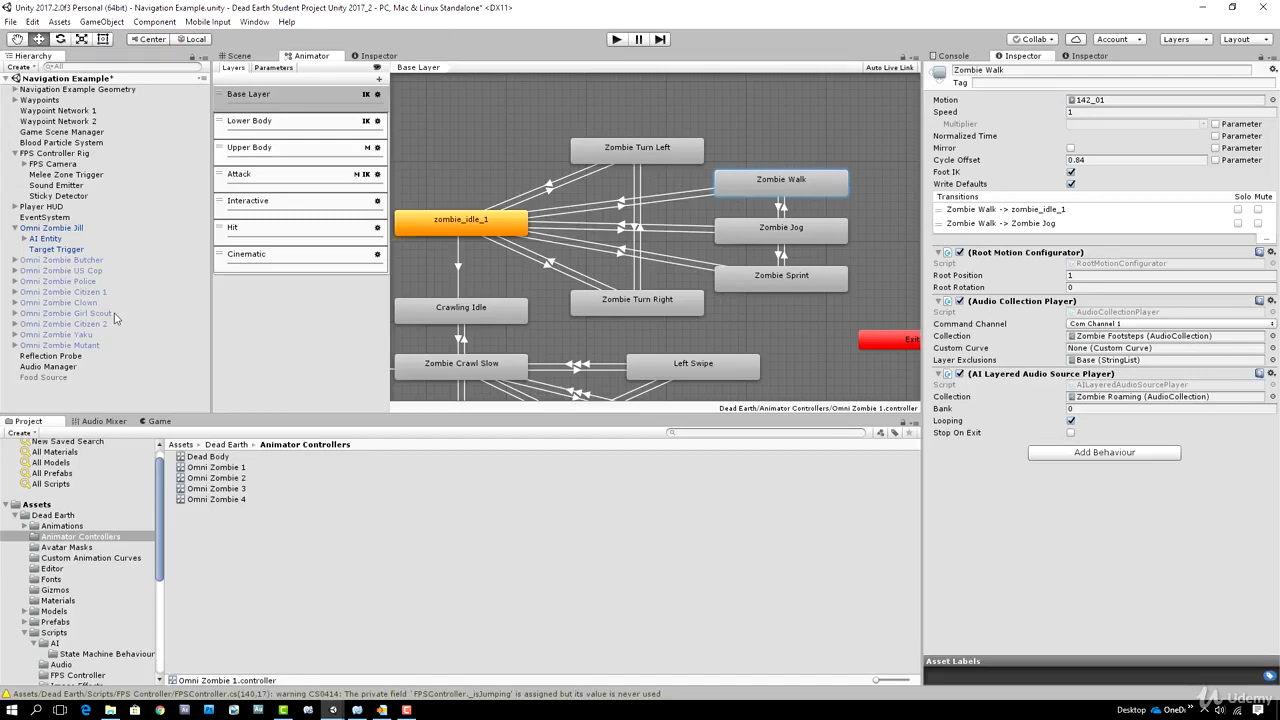 Unity 2017.2.0f3 Personal (64bit) - Navigation Example.unity - Dead Earth Student Project Unity 2017_2 - PC, Mac & Linux Standalone* <DX11>
File Edit Assets GameObject Component Mobile Input Window Help
Center Local Collab Account Layers Layout
Hierarchy
Create All
Navigation Example*
Navigation Example Geometry
Waypoints
Waypoint Network 1
Waypoint Network 2
Game Scene Manager
Blood Particle System
FPS Controller Rig
FPS Camera
Melee Zone Trigger
Sound Emitter
Sticky Detector
Player HUD
EventSystem
Omni Zombie Jill
AI Entity
Target Trigger
Omni Zombie Butcher
Omni Zombie US Cop
Omni Zombie Police
Omni Zombie Citizen 1
Omni Zombie Clown
Omni Zombie Girl Scout
Omni Zombie Citizen 2
Omni Zombie Yaku
Omni Zombie Mutant
Reflection Probe
Audio Manager
Food Source
Scene Animator Inspector
Layers Parameters
Base Layer IK
Lower Body IK
Upper Body M
Attack M IK
Interactive
Hit
Cinematic
Base Layer Auto Live Link
Zombie Turn Left
Zombie Walk
zombie_idle_1
Zombie Jog
Zombie Sprint
Zombie Turn Right
Crawling Idle
Exit
Zombie Crawl Slow
Left Swipe
Dead Earth/Animator Controllers/Omni Zombie 1.controller
Console Inspector Inspector
Zombie Walk
Tag
Motion 142_01
Speed 1
Multiplier Parameter
Normalized Time Parameter
Mirror Parameter
Cycle Offset 0.84 Parameter
Foot IK
Write Defaults
Transitions Solo Mute
Zombie Walk -> zombie_idle_1
Zombie Walk -> Zombie Jog
(Root Motion Configurator)
Script RootMotionConfigurator
Root Position 1
Root Rotation 0
(Audio Collection Player)
Script AudioCollectionPlayer
Command Channel Com Channel 1
Collection Zombie Footsteps (AudioCollection)
Custom Curve None (Custom Curve)
Layer Exclusions Base (StringList)
(AI Layered Audio Source Player)
Script AILayeredAudioSourcePlayer
Collection Zombie Roaming (AudioCollection)
Bank 0
Looping
Stop On Exit
Add Behaviour
Asset Labels
Project Audio Mixer Game
Create
New Saved Search
All Materials
All Models
All Prefabs
All Scripts
Assets
Dead Earth
Animations
Animator Controllers
Avatar Masks
Custom Animation Curves
Editor
Fonts
Gizmos
Materials
Models
Prefabs
Scripts
AI
State Machine Behaviour
Audio
FPS Controller
Assets Dead Earth Animator Controllers
Dead Body
Omni Zombie 1
Omni Zombie 2
Omni Zombie 3
Omni Zombie 4
Omni Zombie 1.controller
Assets/Dead Earth/Scripts/FPS Controller/FPSController.cs(140,17): warning CS0414: The private field `FPSController._isJumping' is assigned but its value is never used
Udemy
Desktop OneDr